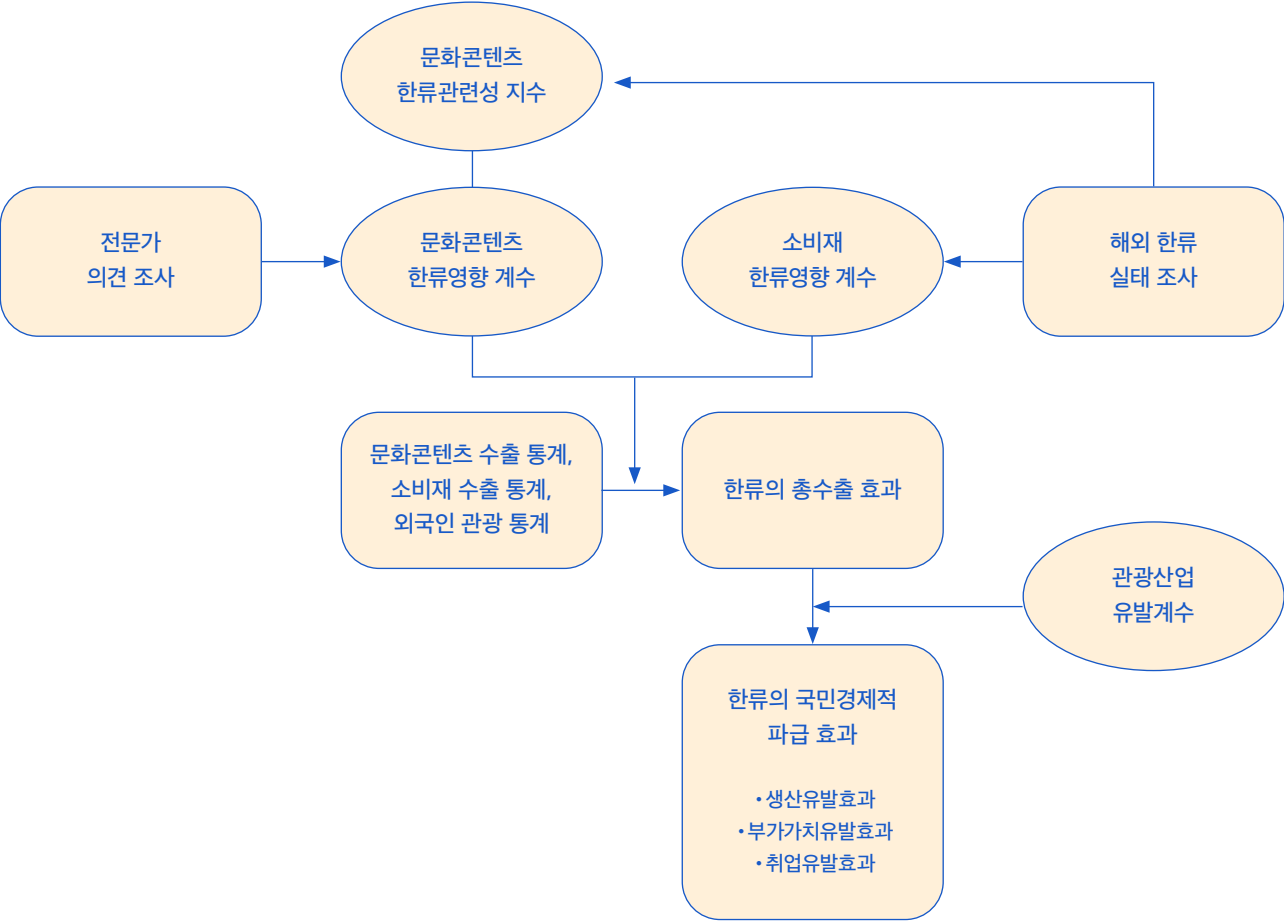 문화콘텐츠
한류관련성 지수
전문가
의견 조사
문화콘텐츠
한류영향 계수
소비재
한류영향 계수
해외 한류
실태 조사
문화콘텐츠 수출 통계,
소비재 수출 통계,
외국인 관광 통계
한류의 총수출 효과
관광산업
유발계수
한류의 국민경제적
파급 효과
• 생산유발효과
• 부가가치유발효과
• 취업유발효과